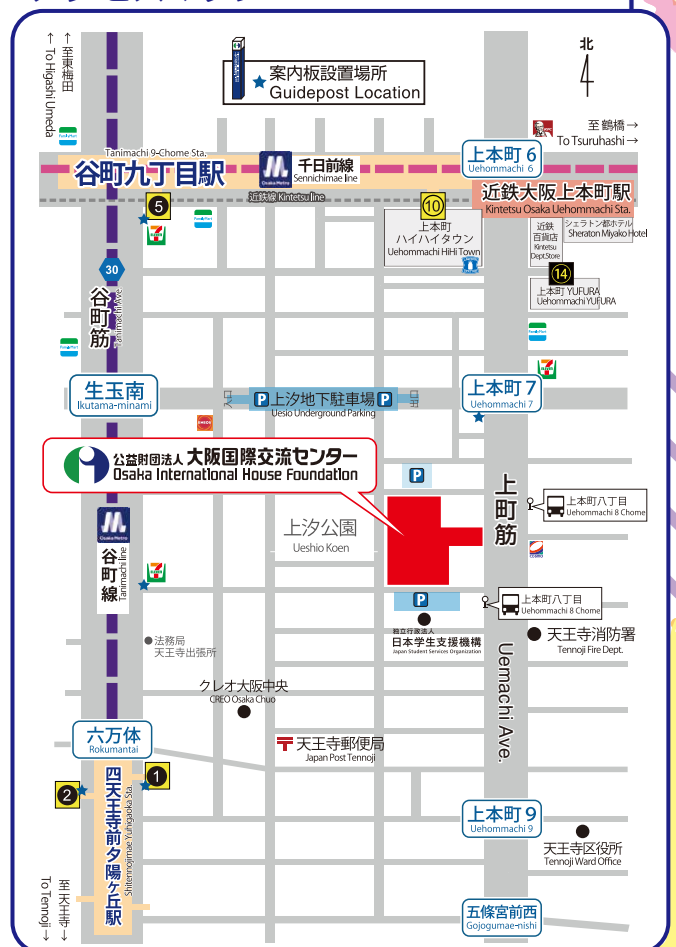 ← 至東梅田
← To Higashi Umeda
案内板設置場所
Guidepost Location
北
至 鶴橋 →
To Tsuruhashi →
Tanimachi 9-Chome Sta.
谷町九丁目駅
Osaka Metro
千日前線
Sennichimae line
上本町 6
Uehommachi 6
近鉄線 Kintetsu line
近鉄大阪上本町駅
Kintetsu Osaka Uehommachi Sta.
5
10
上本町
ハイハイタウン
Uehommachi HiHi Town
近鉄
百貨店
Kintetsu
Dept.Store
シェラトン都ホテル
Sheraton Miyako Hotel
14
上本町 YUFURA
Uehommachi YUFURA
30
谷町筋
Tanimachi Ave.
FamilyMart
生玉南
Ikutama-minami
入口
P
上汐地下駐車場
P
Uesio Underground Parking
出口
上本町 7
Uehommachi 7
公益財団法人 大阪国際交流センター
Osaka International House Foundation
P
上町筋
上本町八丁目
Uehommachi 8 Chome
上汐公園
Ueshio Koen
Osaka Metro
谷町線
Tanimachi line
P
上本町八丁目
Uehommachi 8 Chome
独立行政法人
日本学生支援機構
Japan Student Services Organization
天王寺消防署
Tennoji Fire Dept.
法務局
天王寺出張所
クレオ大阪中央
CREO Osaka Chuo
Uemachi Ave.
六万体
Rokumantai
天王寺郵便局
Japan Post Tennoji
1
2
四天王寺前夕陽ヶ丘駅
Shitennojimae Yuhigaoka Sta.
上本町 9
Uehommachi 9
天王寺区役所
Tennoji Ward Office
至 天王寺 →
To Tennoji →
五條宮前西
Gojogumae-nishi